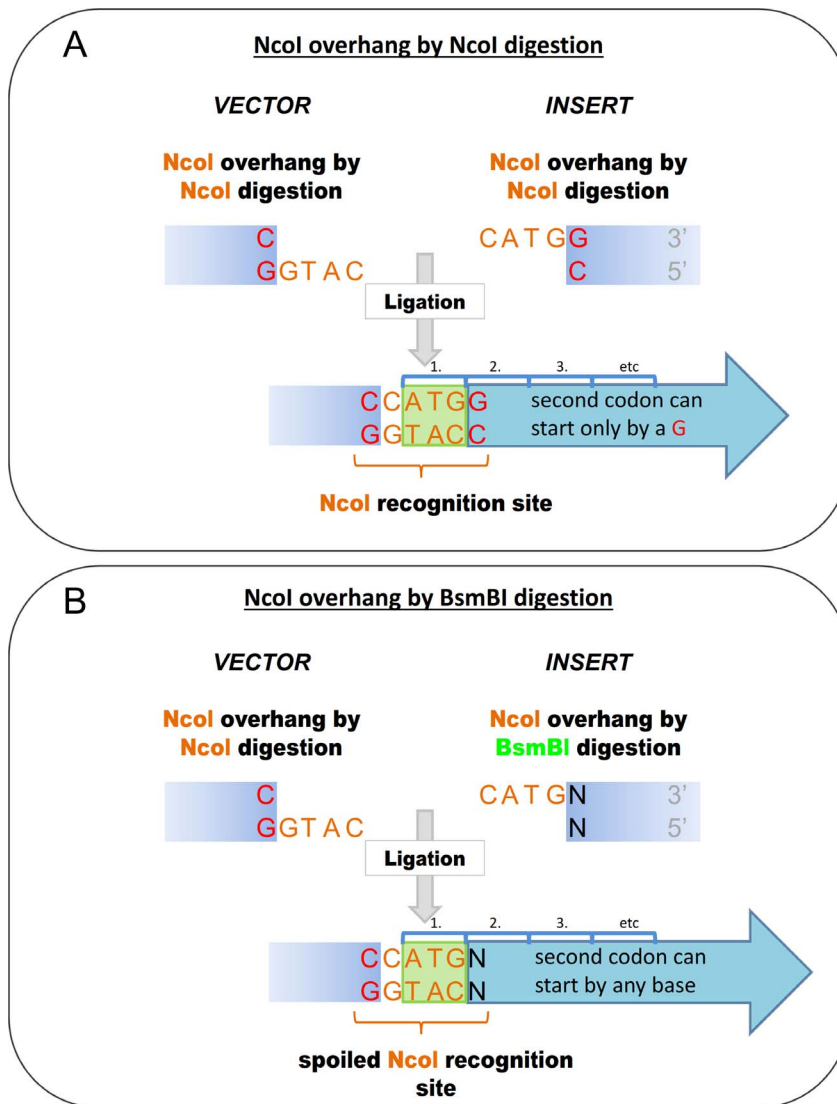 A
NcoI overhang by NcoI digestion
VECTOR
INSERT
NcoI overhang by
NcoI digestion
NcoI overhang by
NcoI digestion
C
GGTAC
CATGG
C
3’
5’
Ligation
1. 2. 3. etc
CCATGG
GGTACC
second codon can
start only by a G
NcoI recognition site
B
NcoI overhang by BsmBI digestion
VECTOR
INSERT
NcoI overhang by
NcoI digestion
NcoI overhang by
BsmBI digestion
C
GGTAC
CATGN
N
3’
5’
Ligation
1. 2. 3. etc
CCATGN
GGTACN
second codon can
start by any base
spoiled NcoI recognition
site